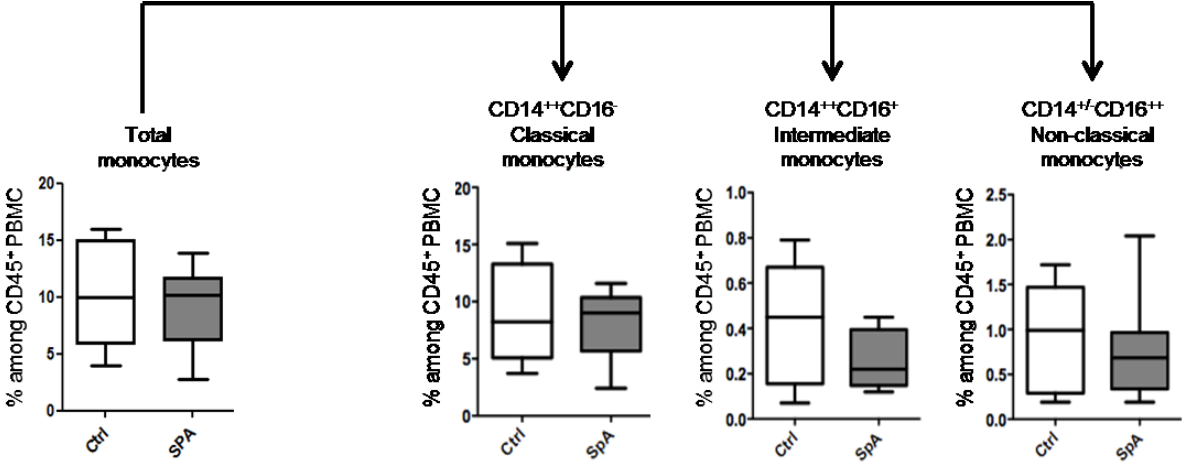 Total
monocytes
CD14⁺⁺CD16⁻
Classical
monocytes
CD14⁺⁺CD16⁺
Intermediate
monocytes
CD14⁺/⁻CD16⁺⁺
Non-classical
monocytes
% among CD45⁺ PBMC
20
15
10
5
0
Ctrl
SPA
% among CD45⁺ PBMC
20
15
10
5
0
Ctrl
SpA
% among CD45⁺ PBMC
1.0
0.8
0.6
0.4
0.2
0.0
Ctrl
SpA
% among CD45⁺ PBMC
2.5
2.0
1.5
1.0
0.5
0.0
Ctrl
SpA